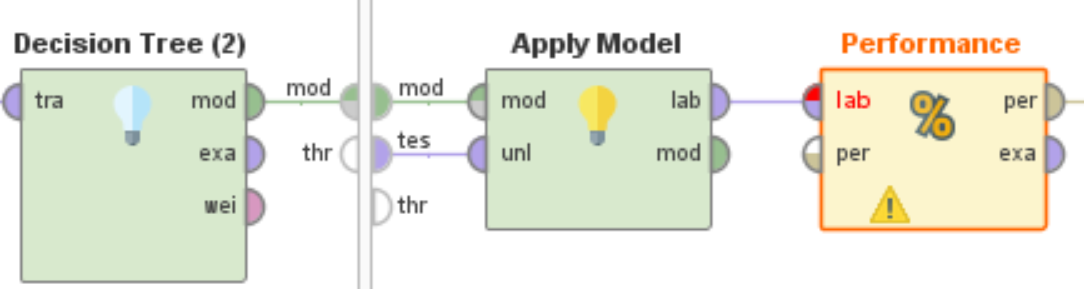 Decision Tree (2)
Apply Model
Performance
tra
mod
mod
mod
mod
lab
lab
per
exa
thr
tes
unl
mod
per
exa
wei
thr
%
!